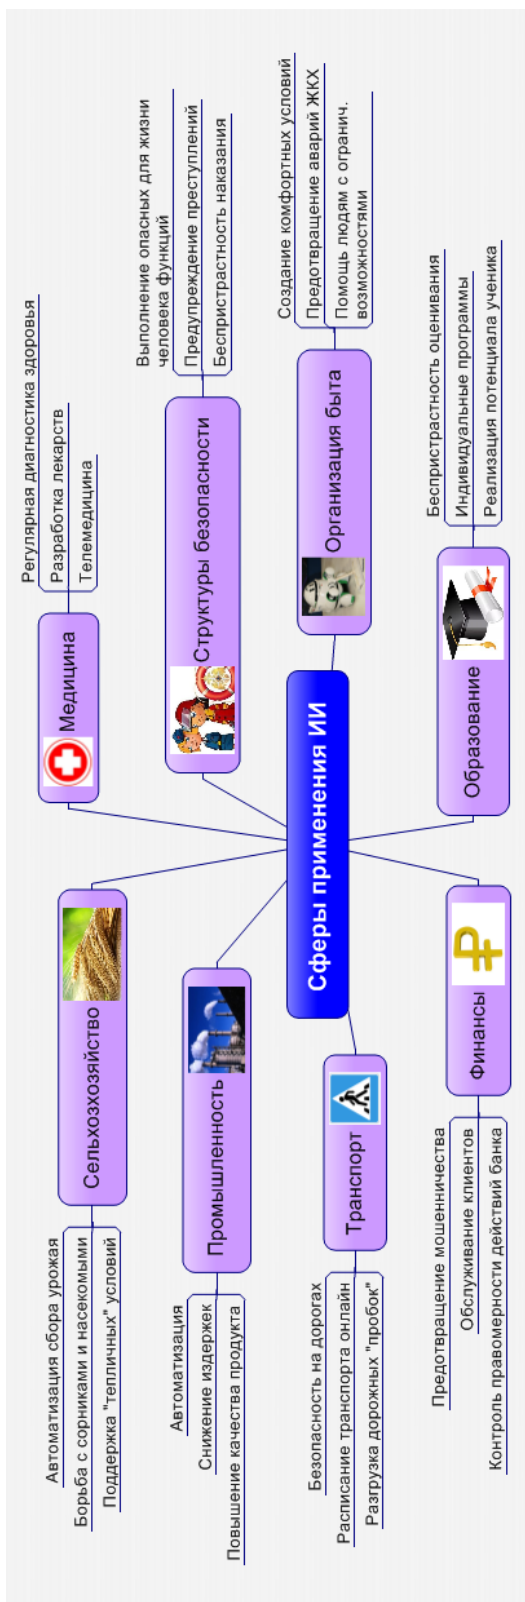 Сферы применения ИИ
Медицина
Регулярная диагностика здоровья
Разработка лекарств
Телемедицина
Структуры безопасности
Выполнение опасных для жизни
человека функций
Предупреждение преступлений
Беспристрастность наказания
Организация быта
Создание комфортных условий
Предотвращение аварий ЖКХ
Помощь людям с огранич.
возможностями
Образование
Беспристрастность оценивания
Индивидуальные программы
Реализация потенциала ученика
Сельхозхозяйство
Автоматизация сбора урожая
Борьба с сорниками и насекомыми
Поддержка "тепличных" условий
Промышленность
Автоматизация
Снижение издержек
Повышение качества продукта
Транспорт
Безопасность на дорогах
Расписание транспорта онлайн
Разгрузка дорожных "пробок"
Финансы
Предотвращение мошенничества
Обслуживание клиентов
Контроль правомерности действий банка